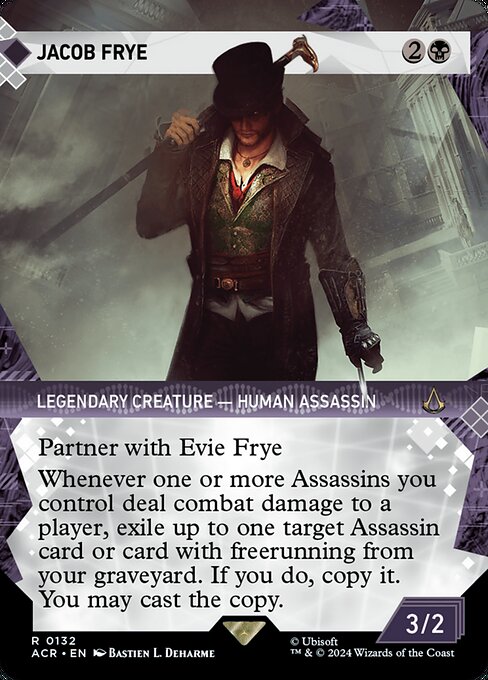 JACOB FRYE 2
LEGENDARY CREATURE — HUMAN ASSASSIN
Partner with Evie Frye
Whenever one or more Assassins you
control deal combat damage to a
player, exile up to one target Assassin
card or card with freerunning from
your graveyard. If you do, copy it.
You may cast the copy.
3/2
R 0132
ACR • EN Bastien L. Deharme
© Ubisoft
™ & © 2024 Wizards of the Coast